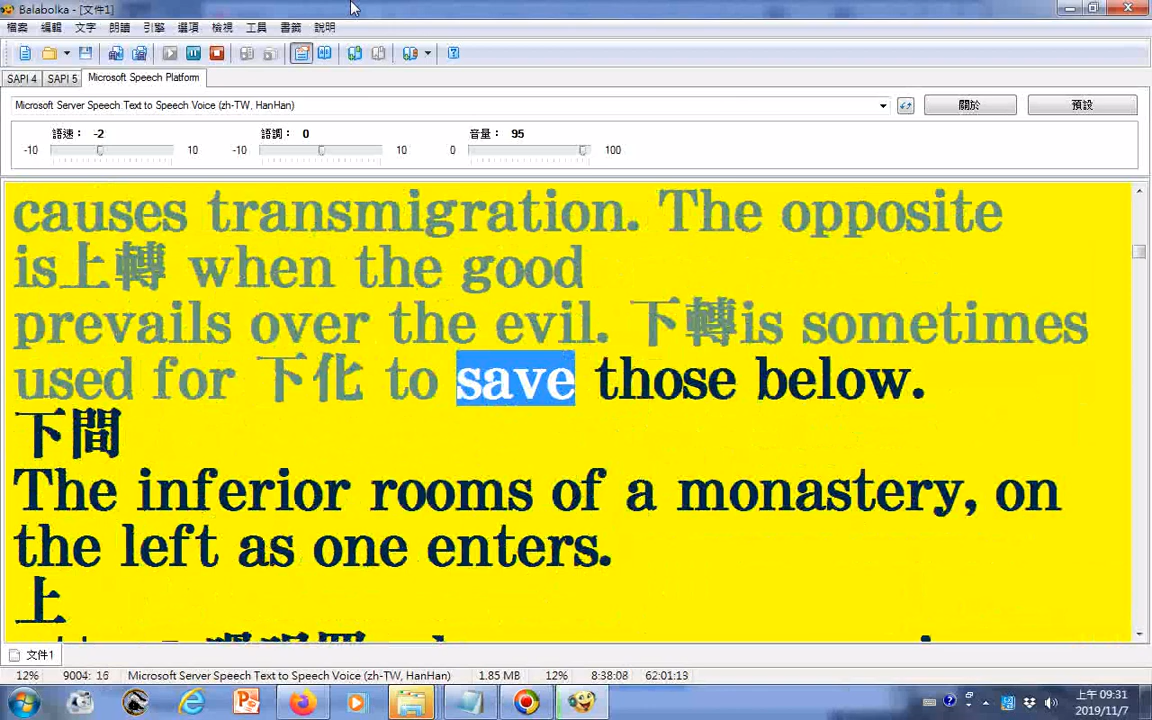 Balabolka - [文件1]
檔案 編輯 文字 朗讀 引擎 選項 檢視 工具 書籤 說明
SAPI 4 SAPI 5 Microsoft Speech Platform
Microsoft Server Speech Text to Speech Voice (zh-TW, HanHan) 關於 預設
語速： -2 語調： 0 音量： 95
-10 10 -10 10 0 100
causes transmigration. The opposite
is上轉 when the good
prevails over the evil. 下轉is sometimes
used for 下化 to save those below.
下間
The inferior rooms of a monastery, on
the left as one enters.
上
文件1
12% 9004: 16 Microsoft Server Speech Text to Speech Voice (zh-TW, HanHan) 1.85 MB 12% 8:38:08 62:01:19
上午 09:31
2019/11/7